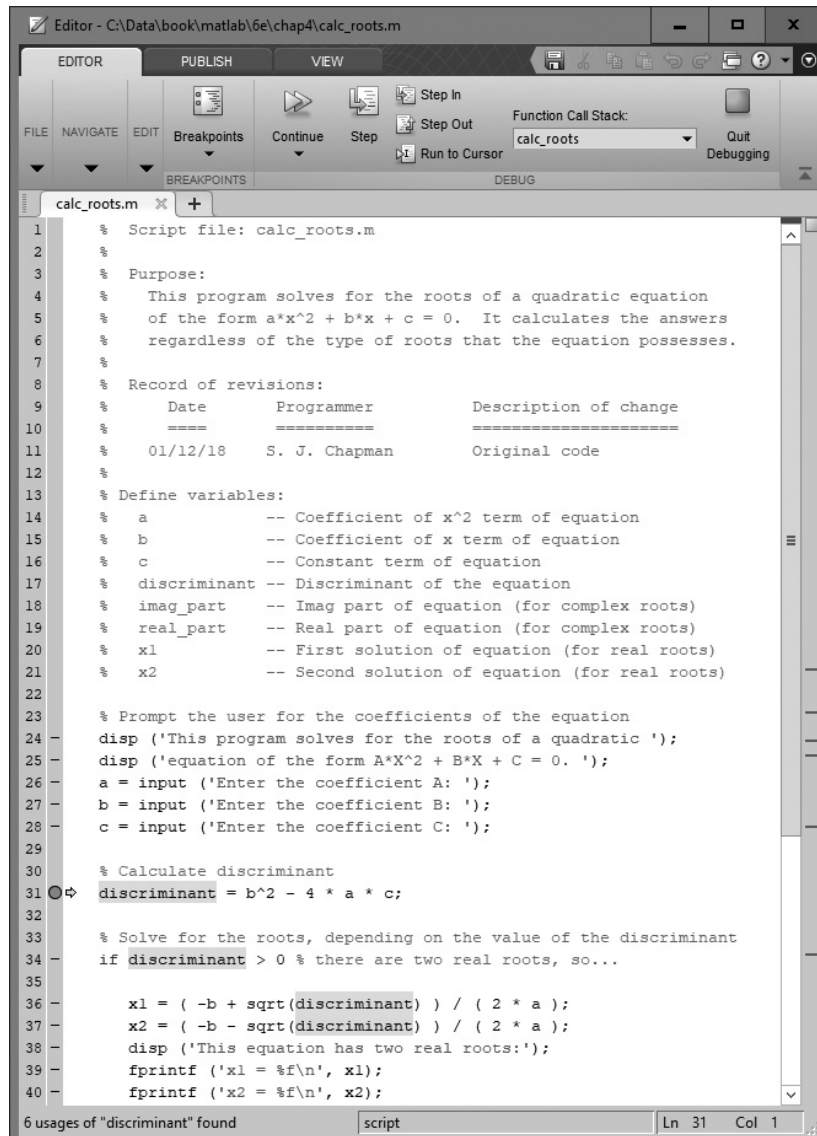 Editor - C:\Data\book\matlab\6e\chap4\calc_roots.m
EDITOR PUBLISH VIEW
FILE NAVIGATE EDIT Breakpoints Continue Step Step In Step Out Run to Cursor Function Call Stack: calc_roots Quit Debugging
BREAKPOINTS DEBUG
calc_roots.m
1 % Script file: calc_roots.m
2 %
3 % Purpose:
4 % This program solves for the roots of a quadratic equation
5 % of the form a*x^2 + b*x + c = 0. It calculates the answers
6 % regardless of the type of roots that the equation possesses.
7 %
8 % Record of revisions:
9 % Date Programmer Description of change
10 % ==== ========== =====================
11 % 01/12/18 S. J. Chapman Original code
12 %
13 % Define variables:
14 % a -- Coefficient of x^2 term of equation
15 % b -- Coefficient of x term of equation
16 % c -- Constant term of equation
17 % discriminant -- Discriminant of the equation
18 % imag_part -- Imag part of equation (for complex roots)
19 % real_part -- Real part of equation (for complex roots)
20 % x1 -- First solution of equation (for real roots)
21 % x2 -- Second solution of equation (for real roots)
22
23 % Prompt the user for the coefficients of the equation
24 – disp ('This program solves for the roots of a quadratic ');
25 – disp ('equation of the form A*X^2 + B*X + C = 0. ');
26 – a = input ('Enter the coefficient A: ');
27 – b = input ('Enter the coefficient B: ');
28 – c = input ('Enter the coefficient C: ');
29
30 % Calculate discriminant
31 discriminant = b^2 - 4 * a * c;
32
33 % Solve for the roots, depending on the value of the discriminant
34 – if discriminant > 0 % there are two real roots, so...
35
36 – x1 = ( -b + sqrt(discriminant) ) / ( 2 * a );
37 – x2 = ( -b - sqrt(discriminant) ) / ( 2 * a );
38 – disp ('This equation has two real roots:');
39 – fprintf ('x1 = %f\n', x1);
40 – fprintf ('x2 = %f\n', x2);
6 usages of "discriminant" found script Ln 31 Col 1